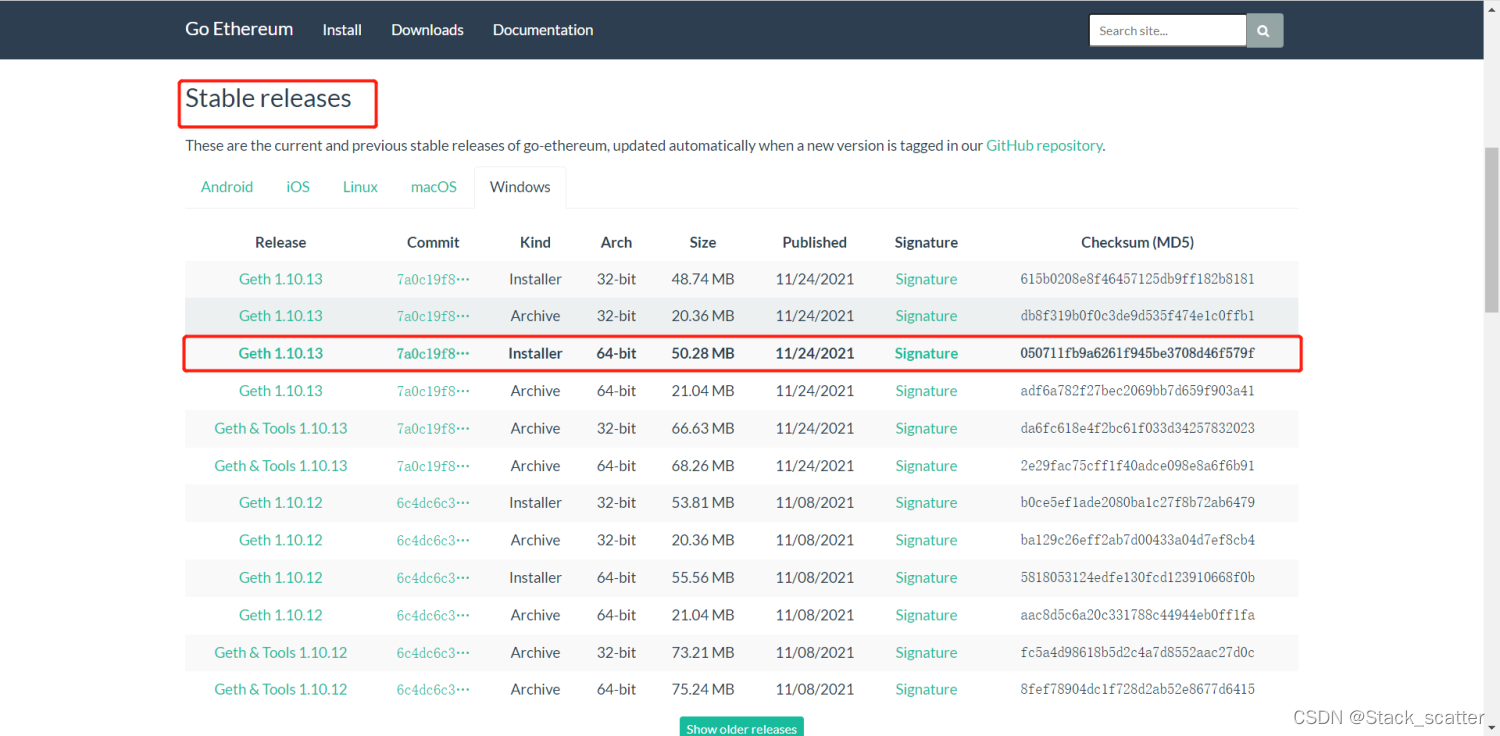 Go Ethereum Install Downloads Documentation Search site...
Stable releases
These are the current and previous stable releases of go-ethereum, updated automatically when a new version is tagged in our GitHub repository.
Android iOS Linux macOS Windows
Release Commit Kind Arch Size Published Signature Checksum (MD5)
Geth 1.10.13 7a0c19f8··· Installer 32-bit 48.74 MB 11/24/2021 Signature 615b0208e8f46457125db9ff182b8181
Geth 1.10.13 7a0c19f8··· Archive 32-bit 20.36 MB 11/24/2021 Signature db8f319b0f0c3de9d535f474e1c0ffb1
Geth 1.10.13 7a0c19f8··· Installer 64-bit 50.28 MB 11/24/2021 Signature 050711fb9a6261f945be3708d46f579f
Geth 1.10.13 7a0c19f8··· Archive 64-bit 21.04 MB 11/24/2021 Signature adf6a782f27bec2069bb7d659f903a41
Geth & Tools 1.10.13 7a0c19f8··· Archive 32-bit 66.63 MB 11/24/2021 Signature da6fc618e4f2bc61f033d34257832023
Geth & Tools 1.10.13 7a0c19f8··· Archive 64-bit 68.26 MB 11/24/2021 Signature 2e29fac75cff1f40adce098e8a6f6b91
Geth 1.10.12 6c4dc6c3··· Installer 32-bit 53.81 MB 11/08/2021 Signature b0ce5ef1ade2080ba1c27f8b72ab6479
Geth 1.10.12 6c4dc6c3··· Archive 32-bit 20.36 MB 11/08/2021 Signature ba129c26eff2ab7d00433a04d7ef8cb4
Geth 1.10.12 6c4dc6c3··· Installer 64-bit 55.56 MB 11/08/2021 Signature 5818053124edfe130fcd123910668f0b
Geth 1.10.12 6c4dc6c3··· Archive 64-bit 21.04 MB 11/08/2021 Signature aac8d5c6a20c331788c44944eb0ff1fa
Geth & Tools 1.10.12 6c4dc6c3··· Archive 32-bit 73.21 MB 11/08/2021 Signature fc5a4d98618b5d2c4a7d8552aac27d0c
Geth & Tools 1.10.12 6c4dc6c3··· Archive 64-bit 75.24 MB 11/08/2021 Signature 8fef78904dc1f728d2ab52e8677d6415
Show older releases
CSDN @Stack_scatter